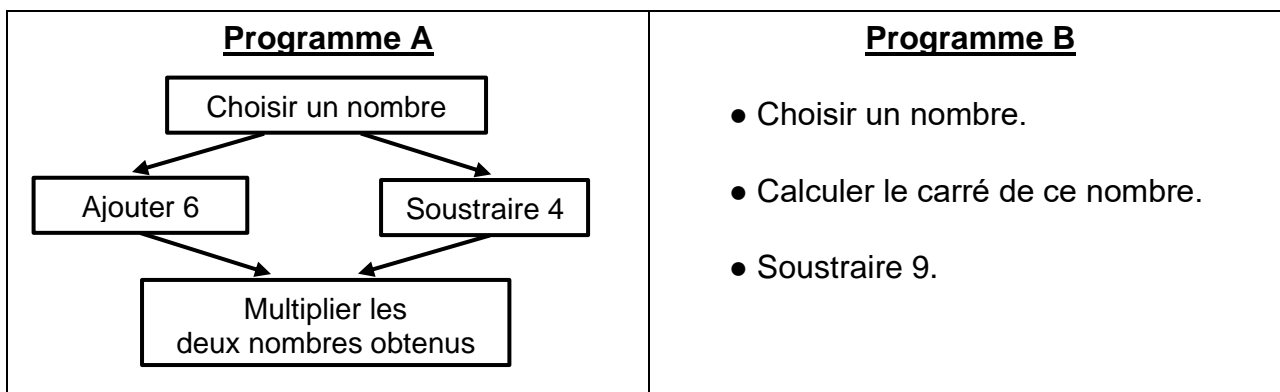 Programme A
Choisir un nombre
Ajouter 6
Soustraire 4
Multiplier les
deux nombres obtenus
Programme B
● Choisir un nombre.
● Calculer le carré de ce nombre.
● Soustraire 9.